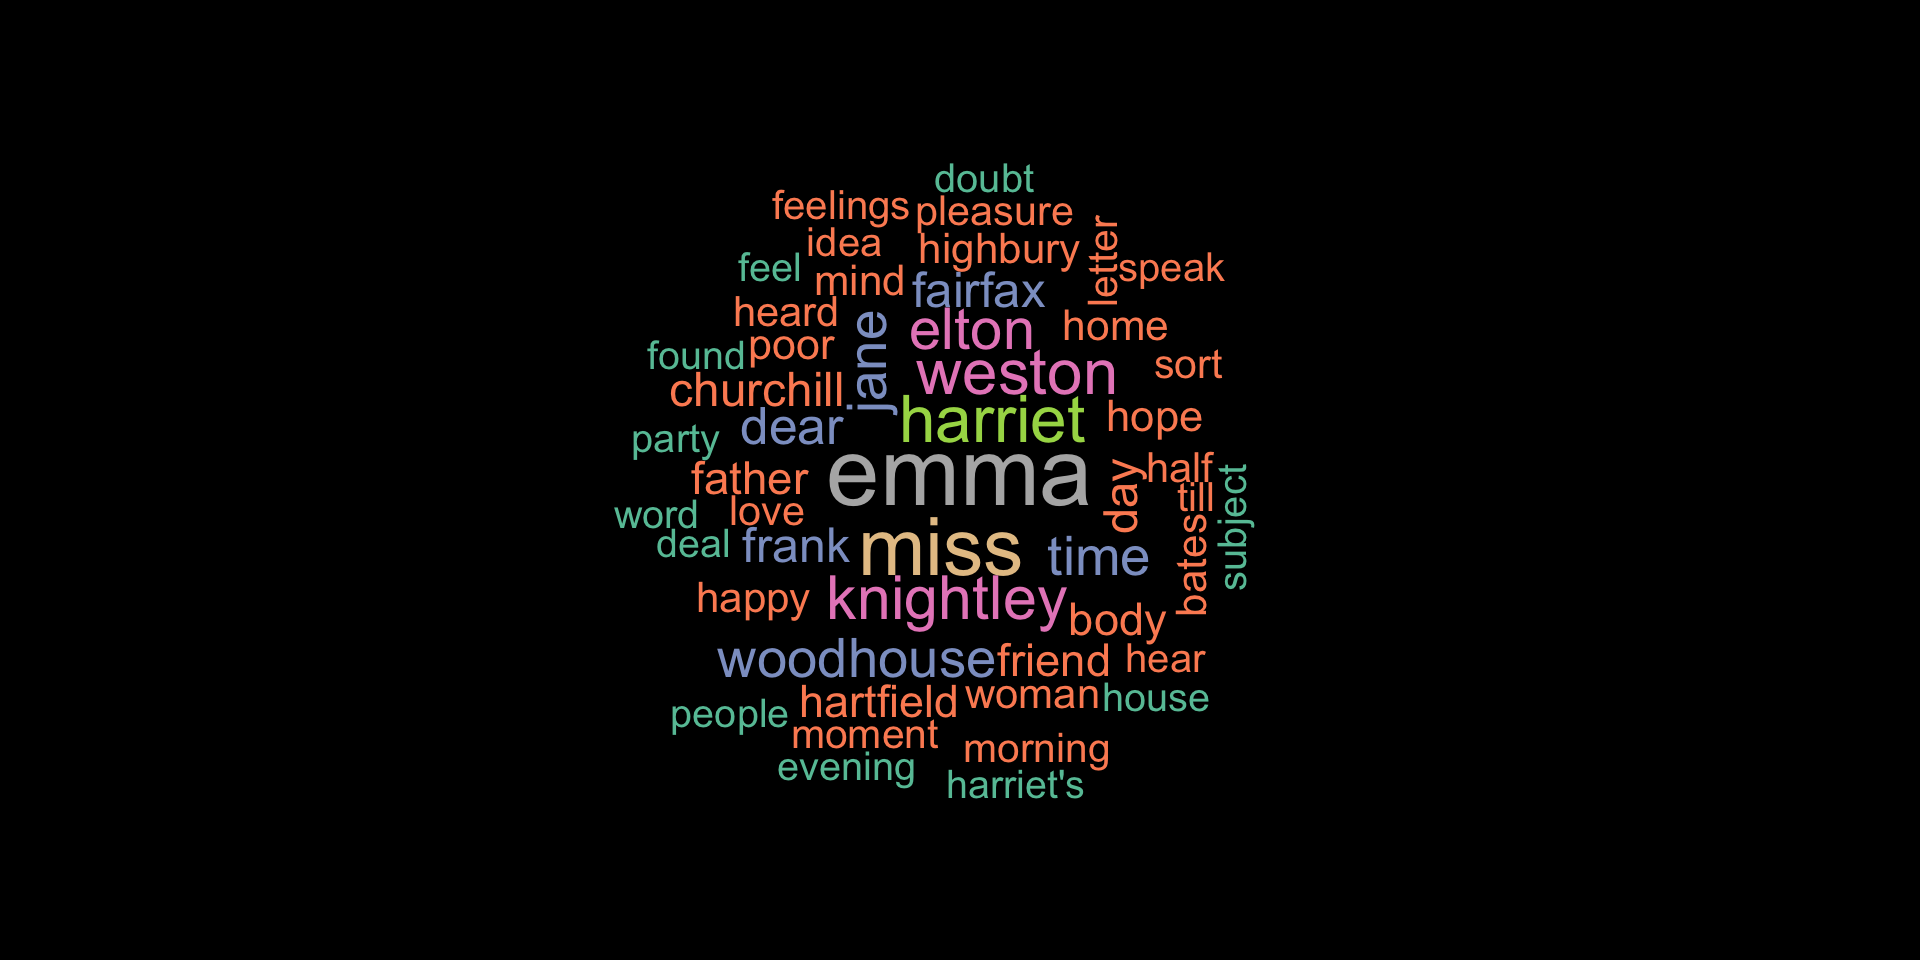 doubt
feelings
pleasure
idea
highbury
letter
feel
mind
speak
fairfax
heard
jane
elton
home
found
poor
weston
sort
churchill
harriet
hope
dear
party
father
emma
day
half
till
subject
word
love
deal
frank
miss
time
bates
happy
knightley
body
woodhouse
friend
hear
hartfield
woman
house
people
moment
morning
evening
harriet's